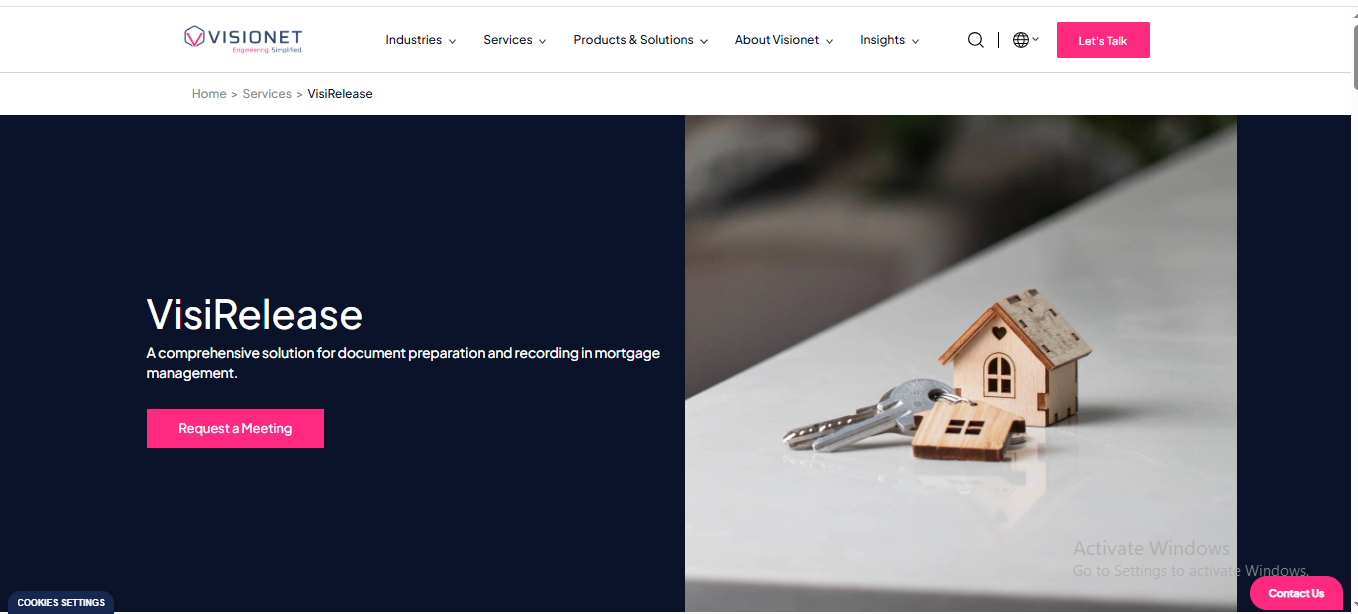 VISIONET
Engineering. Simplified.
Industries
Services
Products & Solutions
About Visionet
Insights
Let's Talk
Home > Services > VisiRelease
VisiRelease
A comprehensive solution for document preparation and recording in mortgage
management.
Request a Meeting
Activate Windows
Go to Settings to activate Windows.
Contact Us
COOKIES SETTINGS